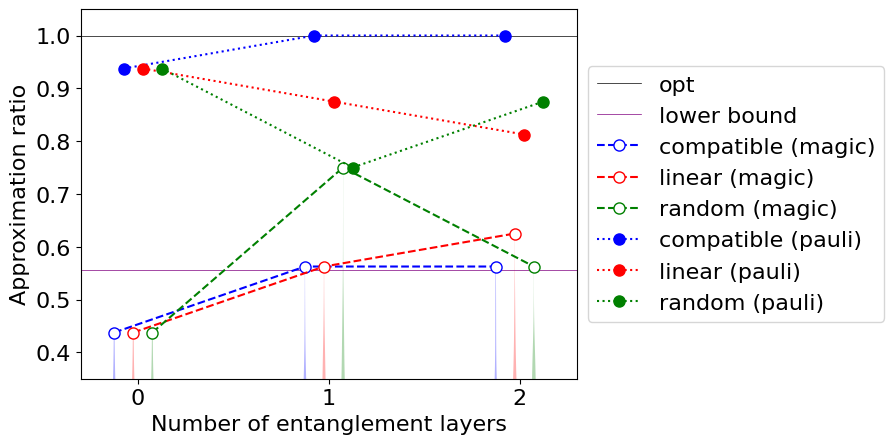 Approximation ratio
1.0
0.9
0.8
0.7
0.6
0.5
0.4
0
1
2
Number of entanglement layers
opt
lower bound
compatible (magic)
linear (magic)
random (magic)
compatible (pauli)
linear (pauli)
random (pauli)